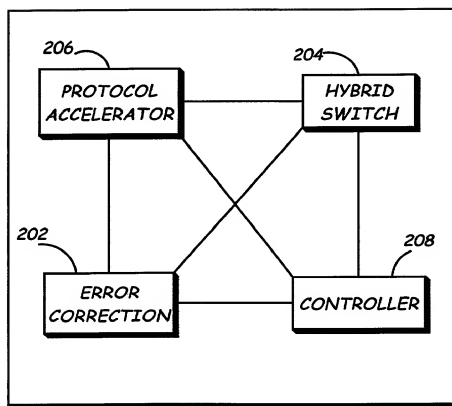 206
204
PROTOCOL
ACCELERATOR
HYBRID
SWITCH
202
208
ERROR
CORRECTION
CONTROLLER